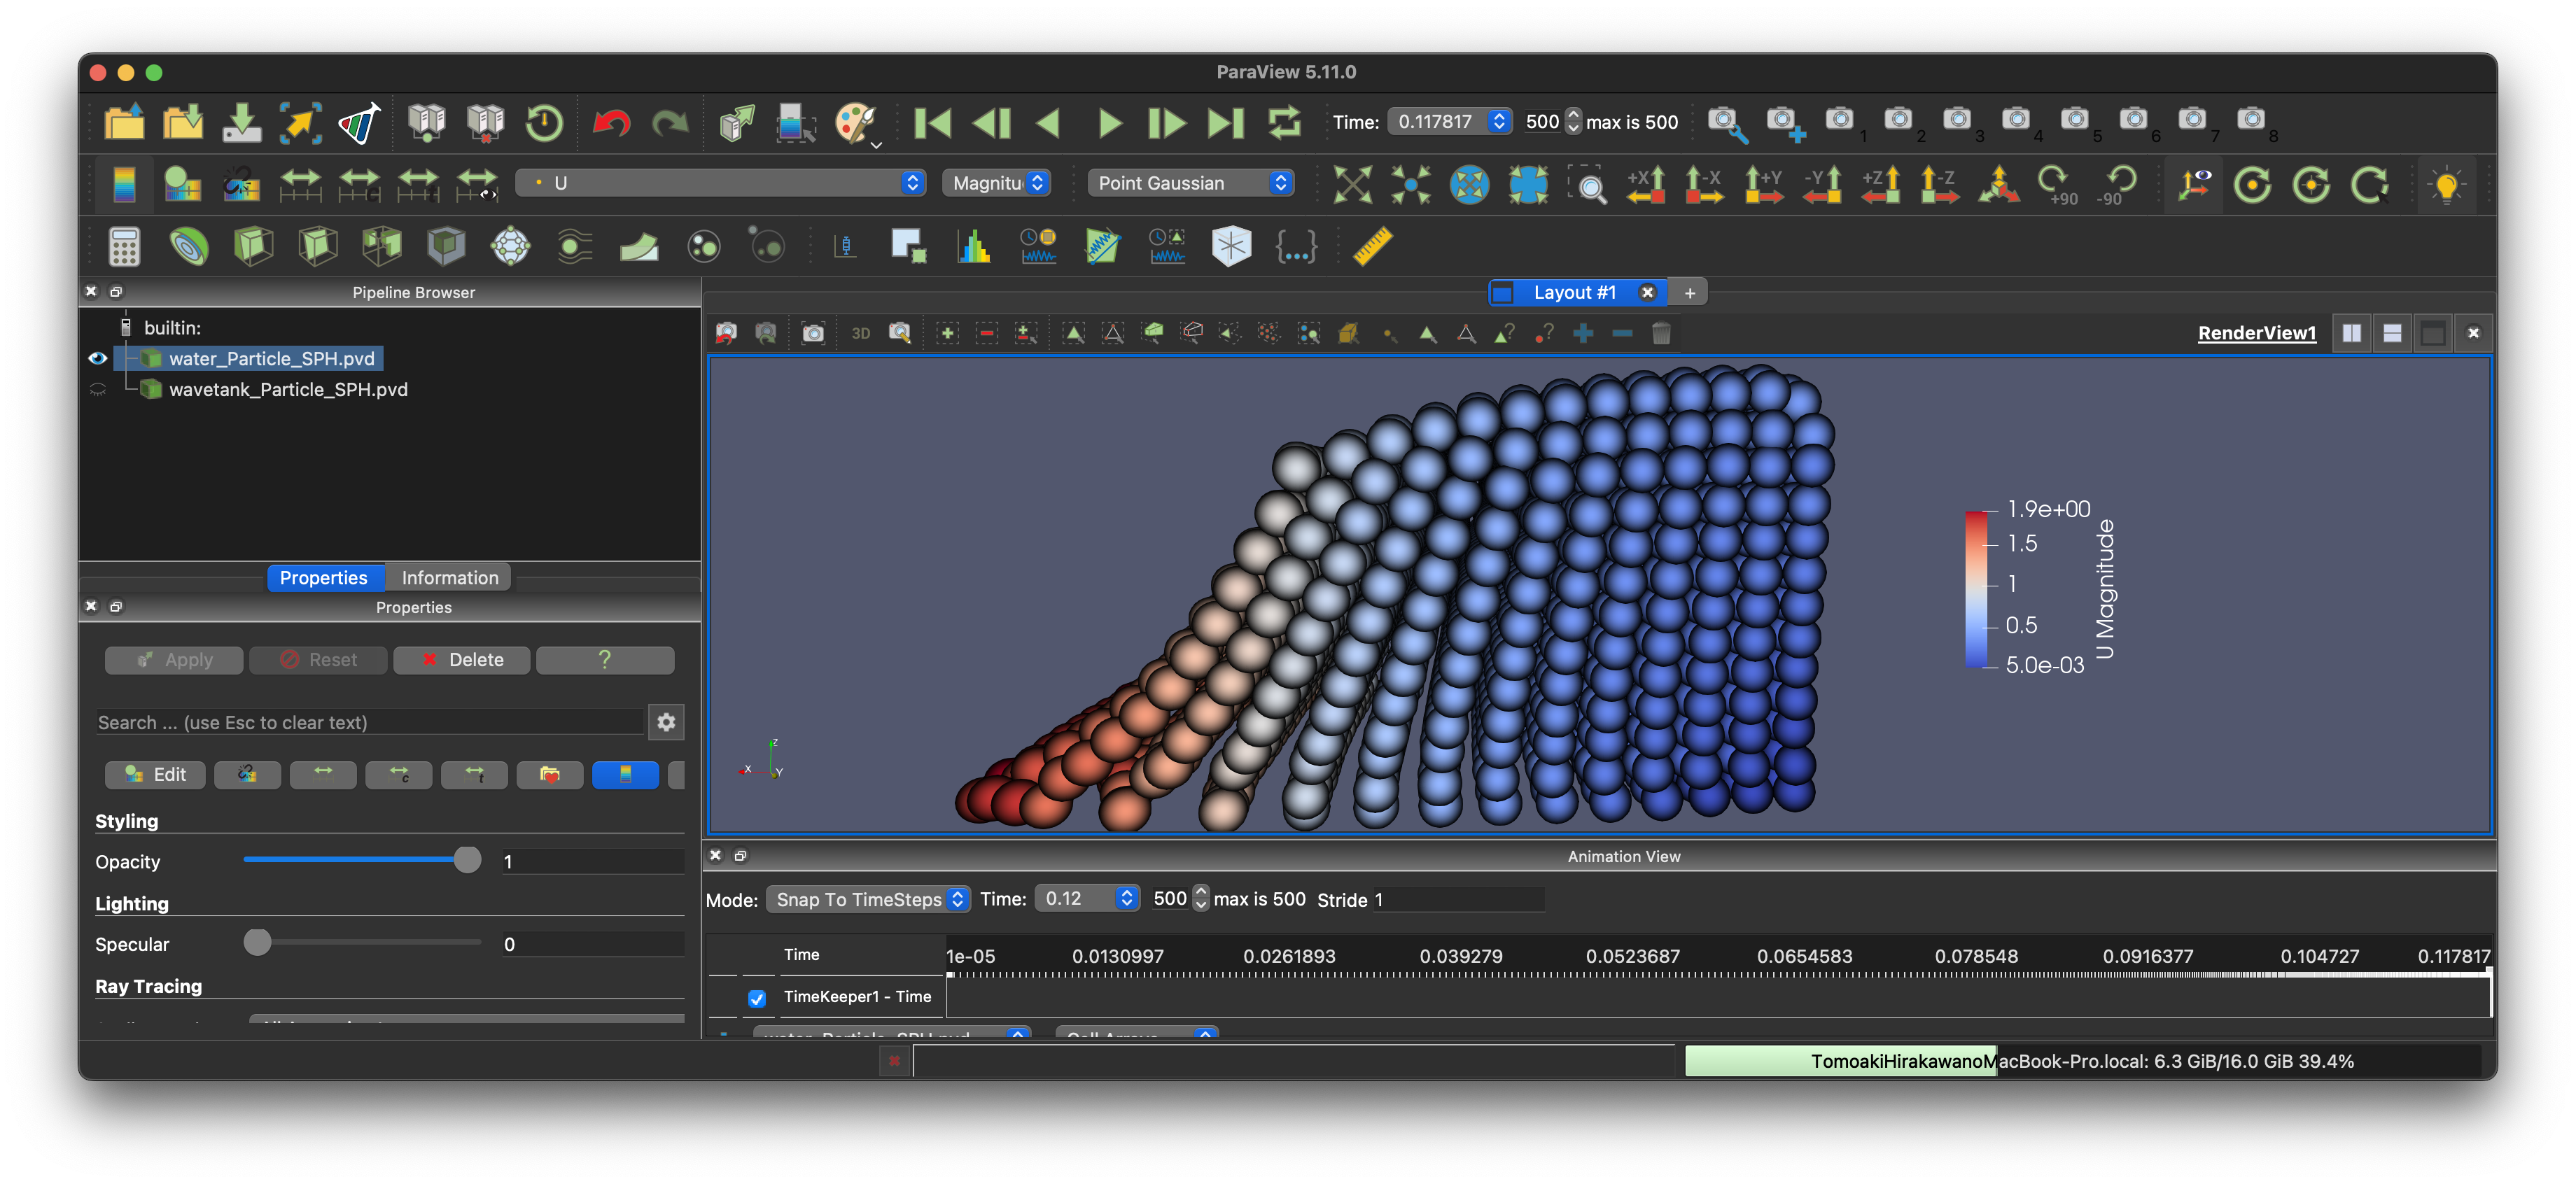 ParaView 5.11.0
Time: 0.117817 500 max is 500
1 2 3 4 5 6 7 8
U Magnitu Point Gaussian
+X -X +Y -Y +Z -Z +90 -90
Pipeline Browser
Layout #1 +
builtin:
3D
RenderView1
water_Particle_SPH.pvd
wavetank_Particle_SPH.pvd
1.9e+00
1.5
1
0.5
5.0e-03
U Magnitude
Z
X
Y
Properties Information
Properties
Apply Reset Delete ?
Search ... (use Esc to clear text)
Edit c t
Styling
Opacity 1
Lighting
Specular 0
Ray Tracing
Animation View
Mode: Snap To TimeSteps Time: 0.12 500 max is 500 Stride 1
Time 1e-05 0.0130997 0.0261893 0.039279 0.0523687 0.0654583 0.078548 0.0916377 0.104727 0.117817
TimeKeeper1 - Time
water_Particle_SPH.pvd Cell Arrays
TomoakiHirakawanoMacBook-Pro.local: 6.3 GiB/16.0 GiB 39.4%